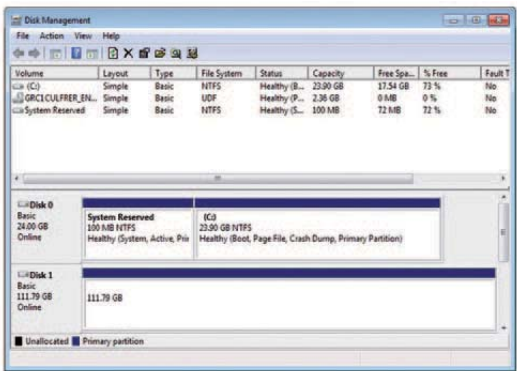 Disk Management
File Action View Help
Volume Layout Type File System Status Capacity Free Spa... % Free Fault T
(C:) Simple Basic NTFS Healthy (B... 23.90 GB 17.54 GB 73 % No
GRC1CULFRER_EN... Simple Basic UDF Healthy (P... 2.36 GB 0 MB 0 % No
System Reserved Simple Basic NTFS Healthy (S... 100 MB 72 MB 72 % No
Disk 0
Basic
24.00 GB
Online
System Reserved
100 MB NTFS
Healthy (System, Active, Pri
(C:)
23.90 GB NTFS
Healthy (Boot, Page File, Crash Dump, Primary Partition)
Disk 1
Basic
111.79 GB
Online
111.79 GB
Unallocated Primary partition